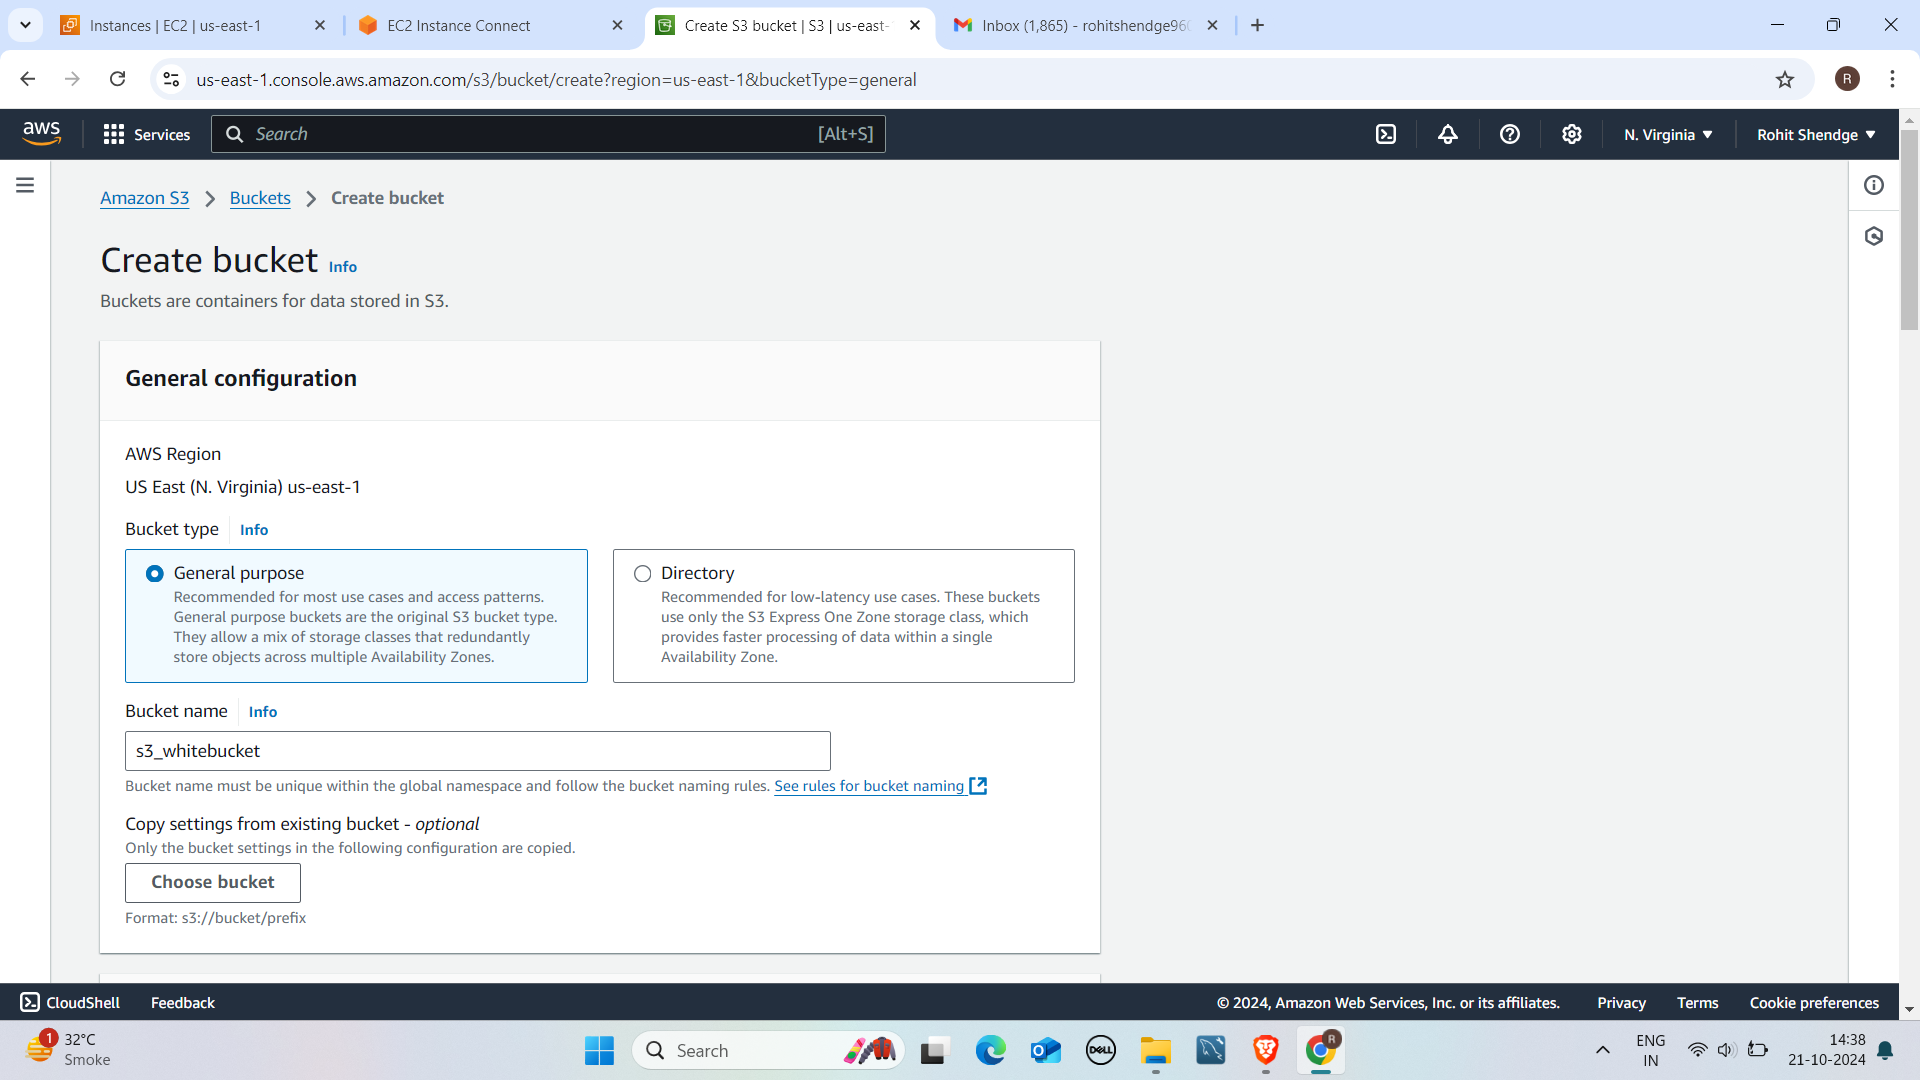 Instances | EC2 | us-east-1
EC2 Instance Connect
Create S3 bucket | S3 | us-east-
Inbox (1,865) - rohitshendge960
us-east-1.console.aws.amazon.com/s3/bucket/create?region=us-east-1&bucketType=general
R
aws
Services
Search
[Alt+S]
N. Virginia
Rohit Shendge
Amazon S3
Buckets
Create bucket
Create bucket Info
Buckets are containers for data stored in S3.
General configuration
AWS Region
US East (N. Virginia) us-east-1
Bucket type Info
General purpose
Recommended for most use cases and access patterns.
General purpose buckets are the original S3 bucket type.
They allow a mix of storage classes that redundantly
store objects across multiple Availability Zones.
Directory
Recommended for low-latency use cases. These buckets
use only the S3 Express One Zone storage class, which
provides faster processing of data within a single
Availability Zone.
Bucket name Info
s3_whitebucket
Bucket name must be unique within the global namespace and follow the bucket naming rules. See rules for bucket naming
Copy settings from existing bucket - optional
Only the bucket settings in the following configuration are copied.
Choose bucket
Format: s3://bucket/prefix
CloudShell
Feedback
© 2024, Amazon Web Services, Inc. or its affiliates.
Privacy
Terms
Cookie preferences
1
32°C
Smoke
Search
DELL
R
ENG
IN
14:38
21-10-2024